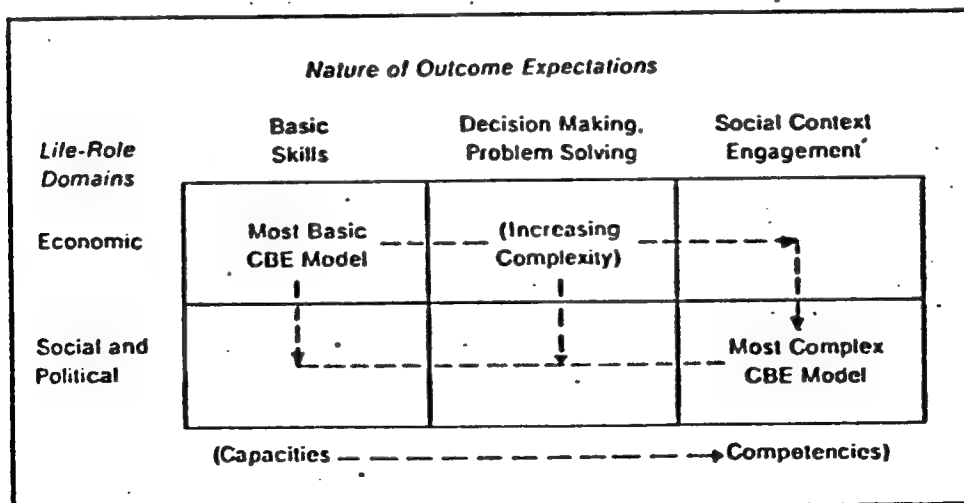 Nature of Outcome Expectations
Lile-Role
Domains
Basic
Skills
Decision Making,
Problem Solving
Social Context
Engagement
Economic
Most Basic
CBE Model
(Increasing
Complexity)
Social and
Political
Most Complex
CBE Model
(Capacities
Competencies)